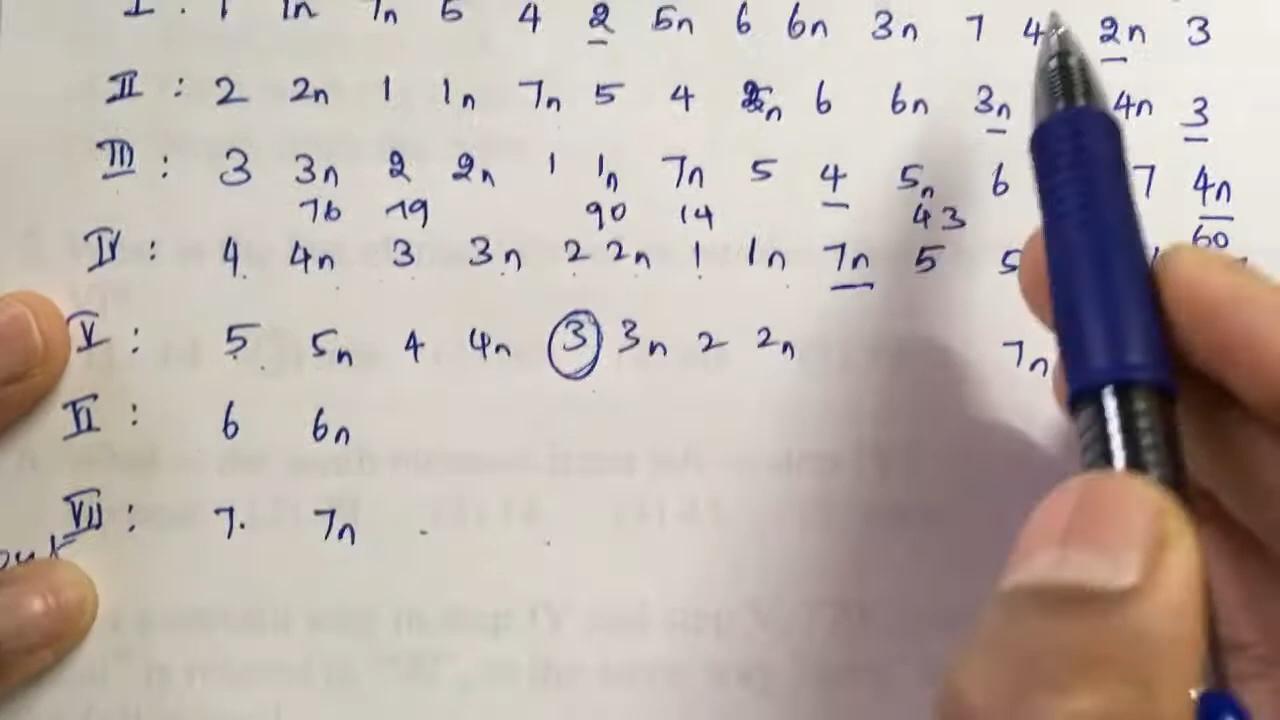 I : 1 1n 7n 5 4 2 5n 6 6n 3n 7 4 2n 3
II : 2 2n 1 1n 7n 5 4 5n 6 6n 3n 4n 3
III : 3 3n 2 2n 1 1n 7n 5 4 5n 6 7 4n
76 79 90 14 43 60
IV : 4 4n 3 3n 2 2n 1 1n 7n 5 5
V : 5 5n 4 4n 3 3n 2 2n 7n
VI : 6 6n
VII : 7 7n